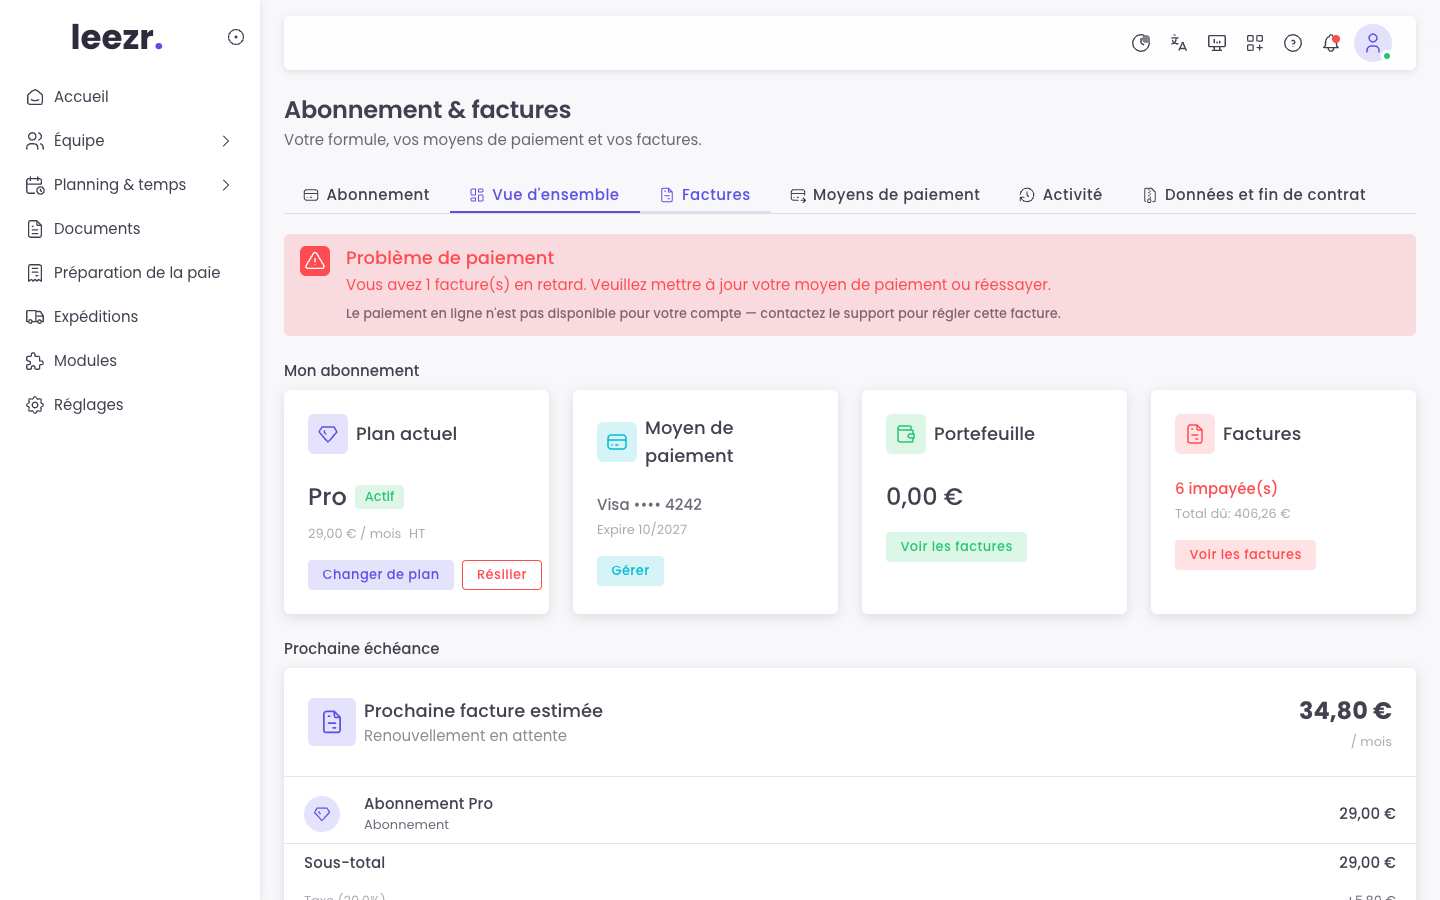 leezr.
Accueil
Équipe
Planning & temps
Documents
Préparation de la paie
Expéditions
Modules
Réglages
Abonnement & factures
Votre formule, vos moyens de paiement et vos factures.
Abonnement
Vue d'ensemble
Factures
Moyens de paiement
Activité
Données et fin de contrat
Problème de paiement
Vous avez 1 facture(s) en retard. Veuillez mettre à jour votre moyen de paiement ou réessayer.
Le paiement en ligne n'est pas disponible pour votre compte — contactez le support pour régler cette facture.
Mon abonnement
Plan actuel
Pro Actif
29,00 € / mois HT
Changer de plan Résilier
Moyen de
paiement
Visa •••• 4242
Expire 10/2027
Gérer
Portefeuille
0,00 €
Voir les factures
Factures
6 impayée(s)
Total dû: 406,26 €
Voir les factures
Prochaine échéance
Prochaine facture estimée
Renouvellement en attente
34,80 €
/ mois
Abonnement Pro
Abonnement
29,00 €
Sous-total
29,00 €
Taxe (20.0%)
+5,80 €